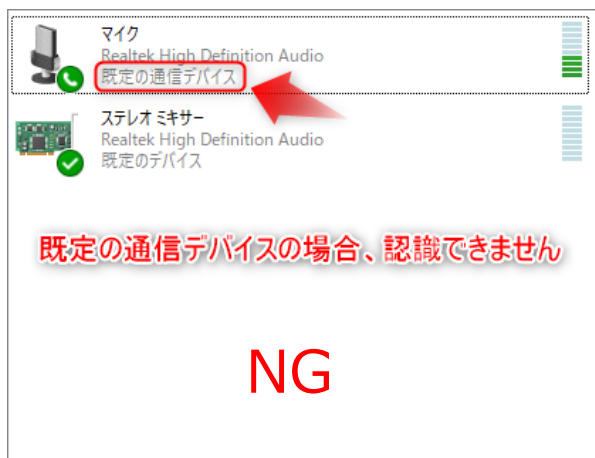 マイク
Realtek High Definition Audio
既定の通信デバイス
ステレオ ミキサー
Realtek High Definition Audio
既定のデバイス
既定の通信デバイスの場合、認識できません
NG